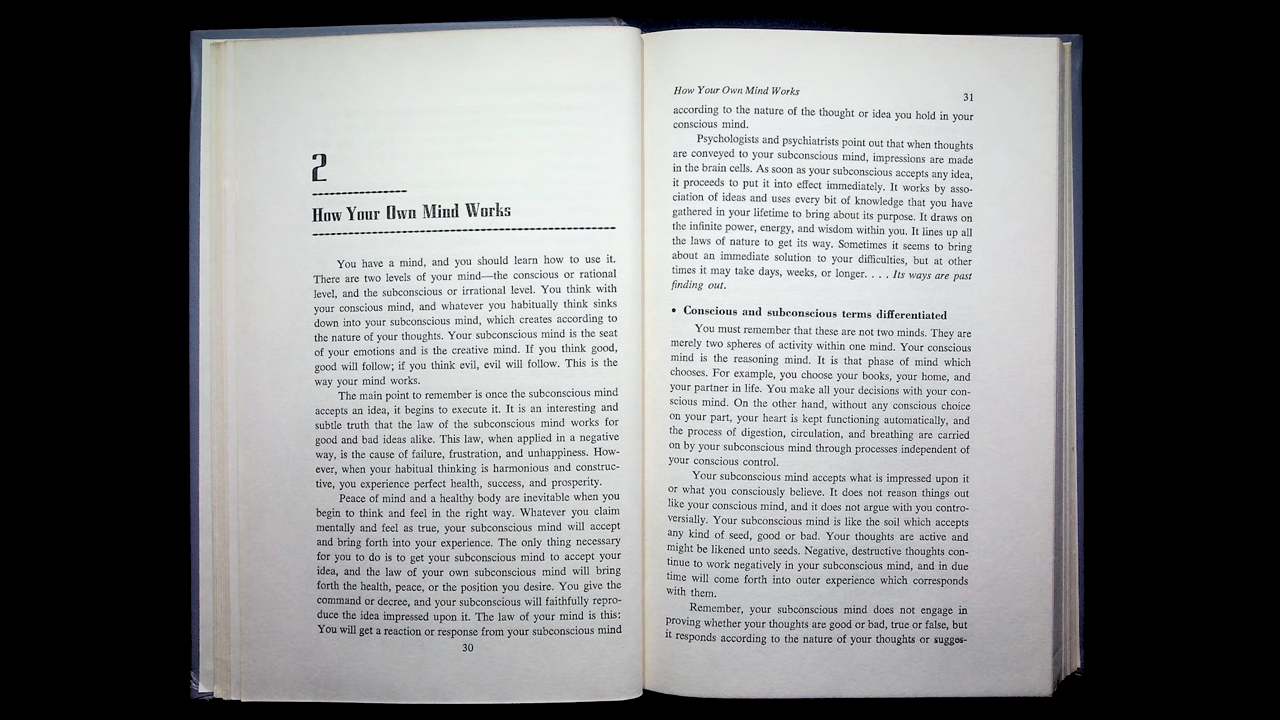 2
How Your Own Mind Works
You have a mind, and you should learn how to use it.
There are two levels of your mind—the conscious or rational
level, and the subconscious or irrational level. You think with
your conscious mind, and whatever you habitually think sinks
down into your subconscious mind, which creates according to
the nature of your thoughts. Your subconscious mind is the seat
of your emotions and is the creative mind. If you think good,
good will follow; if you think evil, evil will follow. This is the
way your mind works.
The main point to remember is once the subconscious mind
accepts an idea, it begins to execute it. It is an interesting and
subtle truth that the law of the subconscious mind works for
good and bad ideas alike. This law, when applied in a negative
way, is the cause of failure, frustration, and unhappiness. How-
ever, when your habitual thinking is harmonious and construc-
tive, you experience perfect health, success, and prosperity.
Peace of mind and a healthy body are inevitable when you
begin to think and feel in the right way. Whatever you claim
mentally and feel as true, your subconscious mind will accept
and bring forth into your experience. The only thing necessary
for you to do is to get your subconscious mind to accept your
idea, and the law of your own subconscious mind will bring
forth the health, peace, or the position you desire. You give the
command or decree, and your subconscious will faithfully repro-
duce the idea impressed upon it. The law of your mind is this:
You will get a reaction or response from your subconscious mind
30
How Your Own Mind Works 31
according to the nature of the thought or idea you hold in your
conscious mind.
Psychologists and psychiatrists point out that when thoughts
are conveyed to your subconscious mind, impressions are made
in the brain cells. As soon as your subconscious accepts any idea,
it proceeds to put it into effect immediately. It works by asso-
ciation of ideas and uses every bit of knowledge that you have
gathered in your lifetime to bring about its purpose. It draws on
the infinite power, energy, and wisdom within you. It lines up all
the laws of nature to get its way. Sometimes it seems to bring
about an immediate solution to your difficulties, but at other
times it may take days, weeks, or longer. . . . Its ways are past
finding out.
• Conscious and subconscious terms differentiated
You must remember that these are not two minds. They are
merely two spheres of activity within one mind. Your conscious
mind is the reasoning mind. It is that phase of mind which
chooses. For example, you choose your books, your home, and
your partner in life. You make all your decisions with your con-
scious mind. On the other hand, without any conscious choice
on your part, your heart is kept functioning automatically, and
the process of digestion, circulation, and breathing are carried
on by your subconscious mind through processes independent of
your conscious control.
Your subconscious mind accepts what is impressed upon it
or what you consciously believe. It does not reason things out
like your conscious mind, and it does not argue with you contro-
versially. Your subconscious mind is like the soil which accepts
any kind of seed, good or bad. Your thoughts are active and
might be likened unto seeds. Negative, destructive thoughts con-
tinue to work negatively in your subconscious mind, and in due
time will come forth into outer experience which corresponds
with them.
Remember, your subconscious mind does not engage in
proving whether your thoughts are good or bad, true or false, but
it responds according to the nature of your thoughts or sugges-